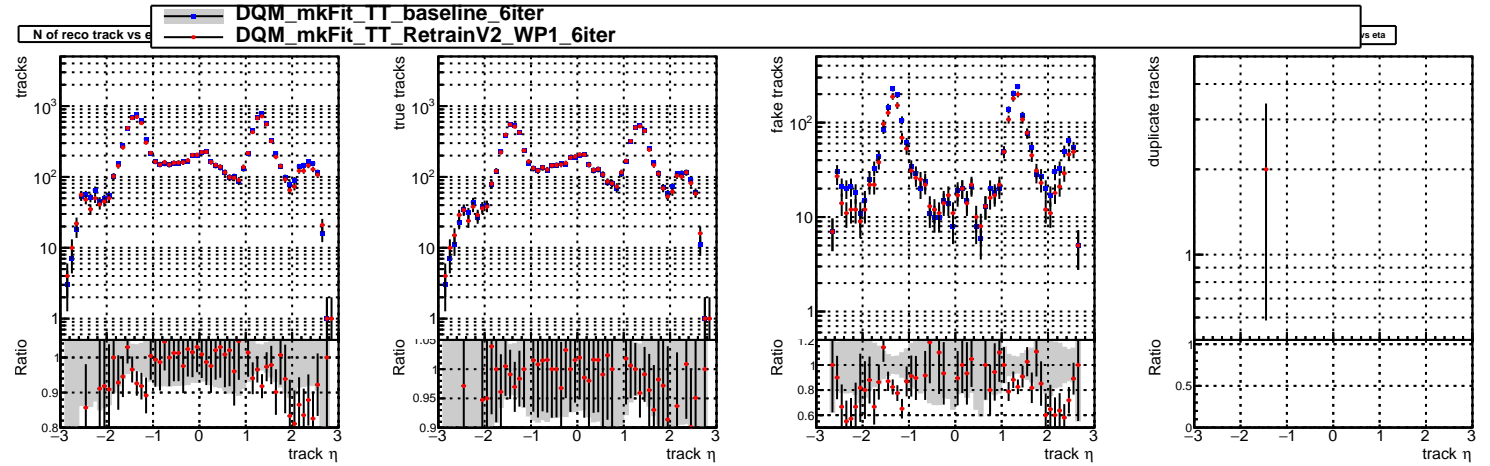 DQM_mkFit_TT_baseline_6iter
DQM_mkFit_TT_RetrainV2_WP1_6iter
N of reco track vs e
vs eta
tracks
10³
10²
10
1
Ratio
1
0.9
0.8
−3 −2 −1 0 1 2 3
track η
true tracks
10³
10²
10
1
Ratio
1.05
1
0.95
0.9
−3 −2 −1 0 1 2 3
track η
fake tracks
10²
10
1
Ratio
1.2
1
0.8
0.6
−3 −2 −1 0 1 2 3
track η
duplicate tracks
1
Ratio
1
0.5
0
−3 −2 −1 0 1 2 3
track η